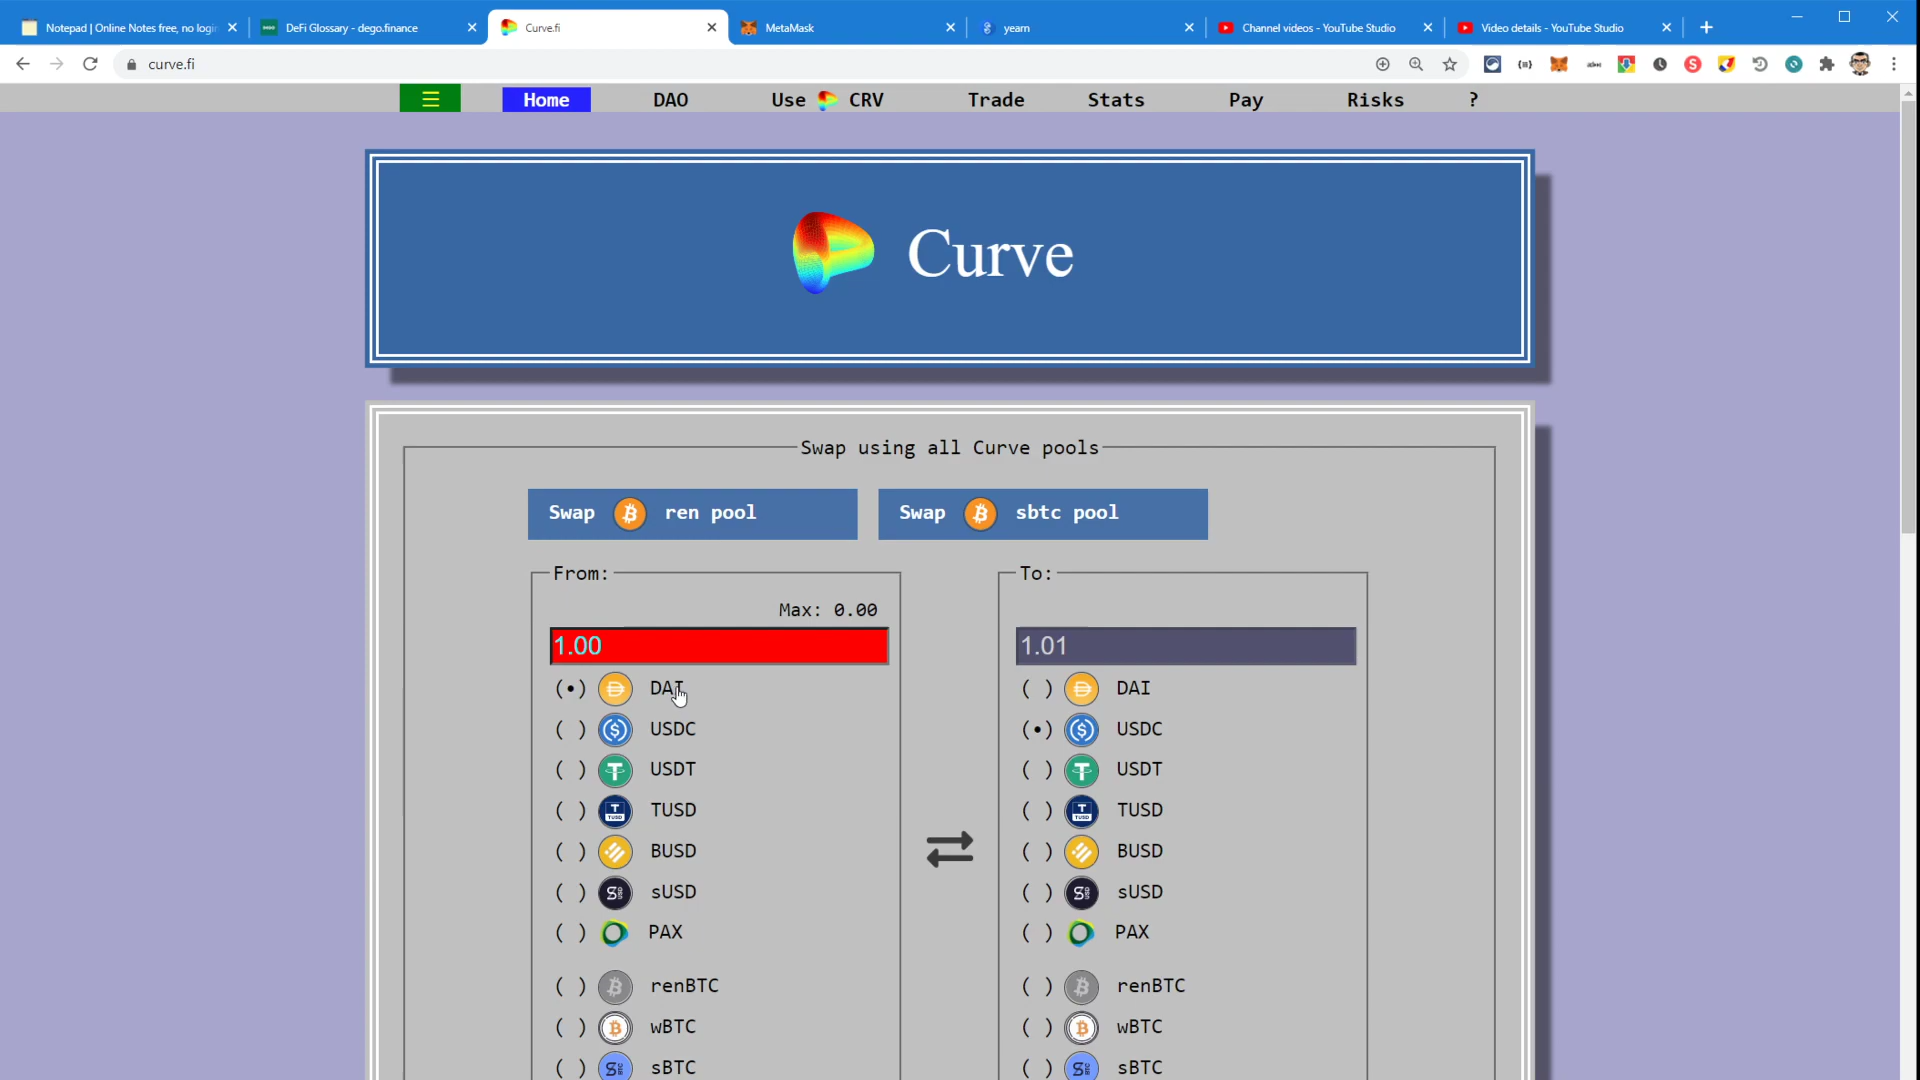 Notepad | Online Notes free, no login
DeFi Glossary - dego.finance
Curve.fi
MetaMask
yearn
Channel videos - YouTube Studio
Video details - YouTube Studio
curve.fi
Home
DAO
Use CRV
Trade
Stats
Pay
Risks
?
Curve
Swap using all Curve pools
Swap ren pool
Swap sbtc pool
From:
To:
Max: 0.00
1.00
1.01
DAI
DAI
USDC
USDC
USDT
USDT
TUSD
TUSD
BUSD
BUSD
sUSD
sUSD
PAX
PAX
renBTC
renBTC
wBTC
wBTC
sBTC
sBTC